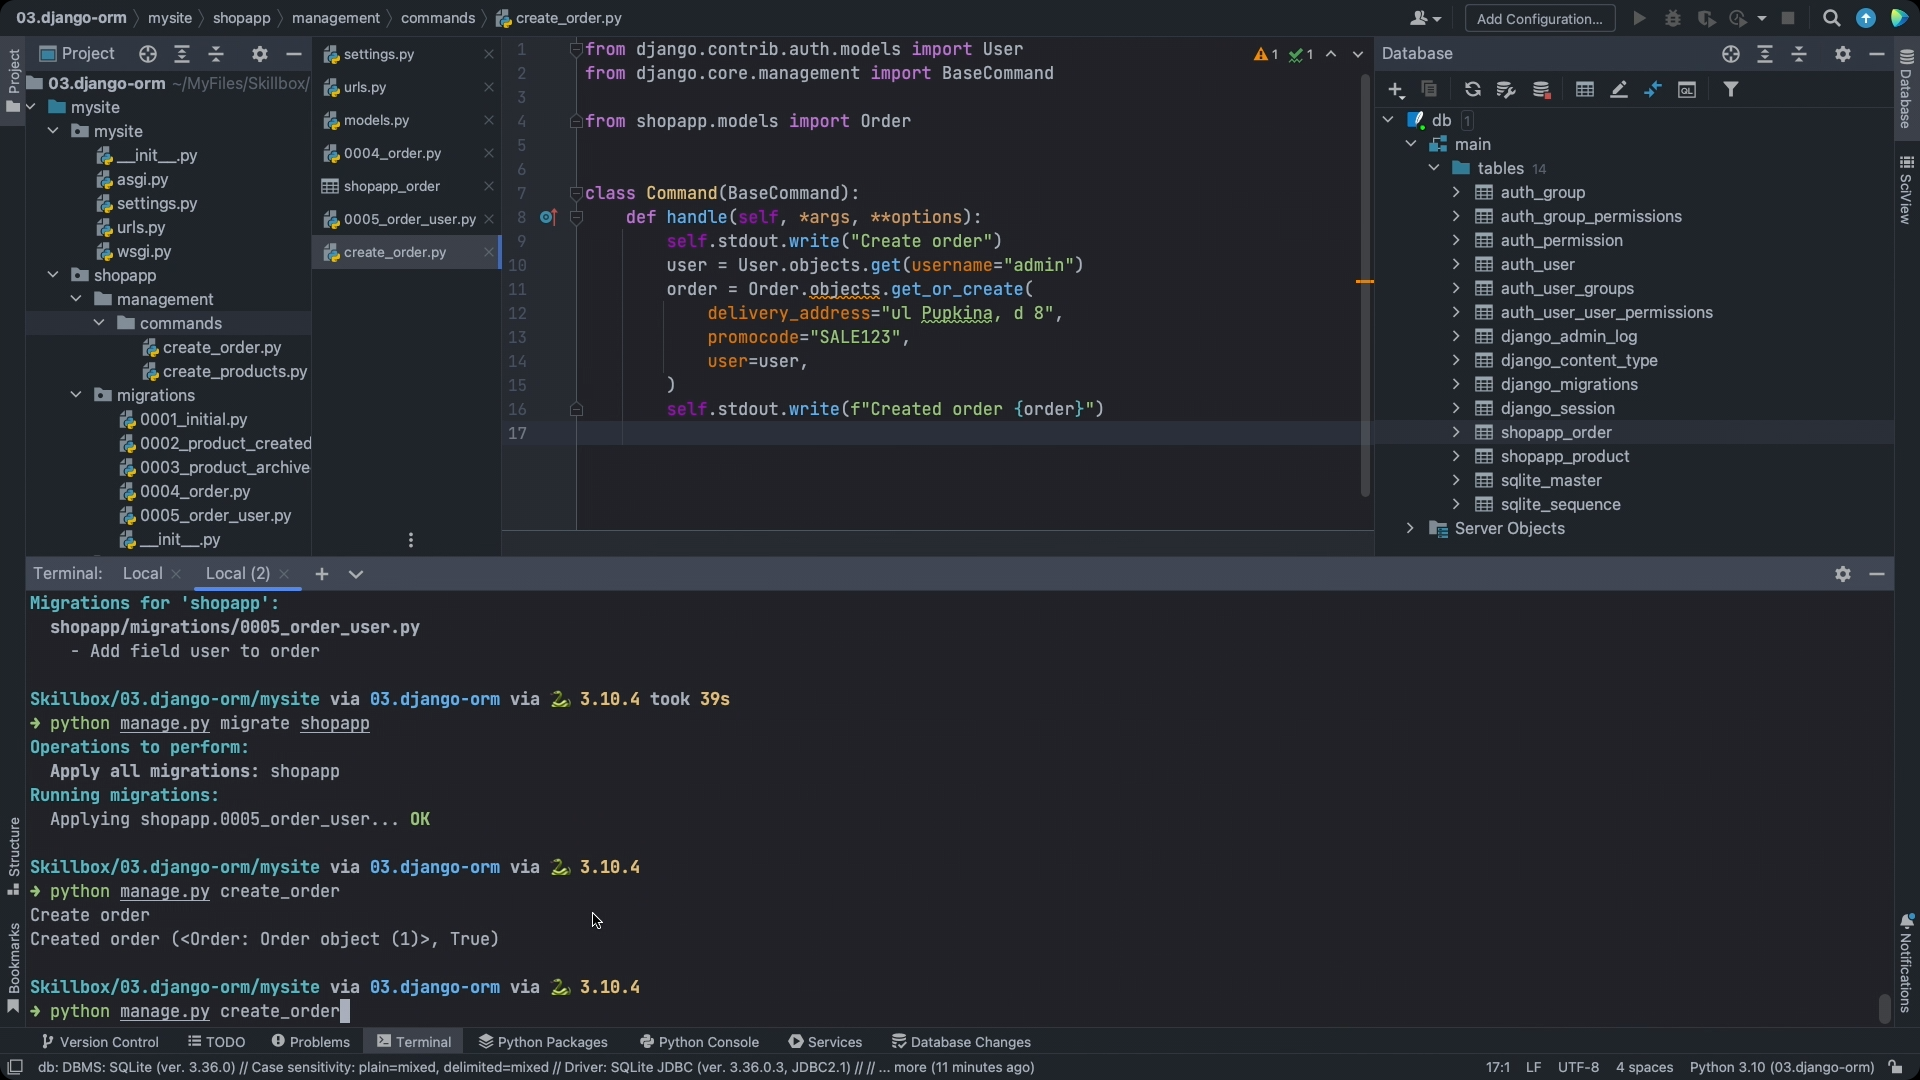 03.django-orm mysite shopapp management commands create_order.py
Add Configuration...
Project
Project
03.django-orm ~/MyFiles/Skillbox/
mysite
mysite
__init__.py
asgi.py
settings.py
urls.py
wsgi.py
shopapp
management
commands
create_order.py
create_products.py
migrations
0001_initial.py
0002_product_created
0003_product_archive
0004_order.py
0005_order_user.py
__init__.py
settings.py
urls.py
models.py
0004_order.py
shopapp_order
0005_order_user.py
create_order.py
1 from django.contrib.auth.models import User
2 from django.core.management import BaseCommand
3
4 from shopapp.models import Order
5
6
7 class Command(BaseCommand):
8 def handle(self, *args, **options):
9 self.stdout.write("Create order")
10 user = User.objects.get(username="admin")
11 order = Order.objects.get_or_create(
12 delivery_address="ul Pupkina, d 8",
13 promocode="SALE123",
14 user=user,
15 )
16 self.stdout.write(f"Created order {order}")
17
1 1
Database
db 1
main
tables 14
auth_group
auth_group_permissions
auth_permission
auth_user
auth_user_groups
auth_user_user_permissions
django_admin_log
django_content_type
django_migrations
django_session
shopapp_order
shopapp_product
sqlite_master
sqlite_sequence
Server Objects
Database
SciView
Notifications
Structure
Bookmarks
Terminal: Local Local (2)
Migrations for 'shopapp':
shopapp/migrations/0005_order_user.py
- Add field user to order
Skillbox/03.django-orm/mysite via 03.django-orm via 3.10.4 took 39s
→ python manage.py migrate shopapp
Operations to perform:
Apply all migrations: shopapp
Running migrations:
Applying shopapp.0005_order_user... OK
Skillbox/03.django-orm/mysite via 03.django-orm via 3.10.4
→ python manage.py create_order
Create order
Created order (<Order: Order object (1)>, True)
Skillbox/03.django-orm/mysite via 03.django-orm via 3.10.4
→ python manage.py create_order
Version Control TODO Problems Terminal Python Packages Python Console Services Database Changes
db: DBMS: SQLite (ver. 3.36.0) // Case sensitivity: plain=mixed, delimited=mixed // Driver: SQLite JDBC (ver. 3.36.0.3, JDBC2.1) // // ... more (11 minutes ago) 17:1 LF UTF-8 4 spaces Python 3.10 (03.django-orm)